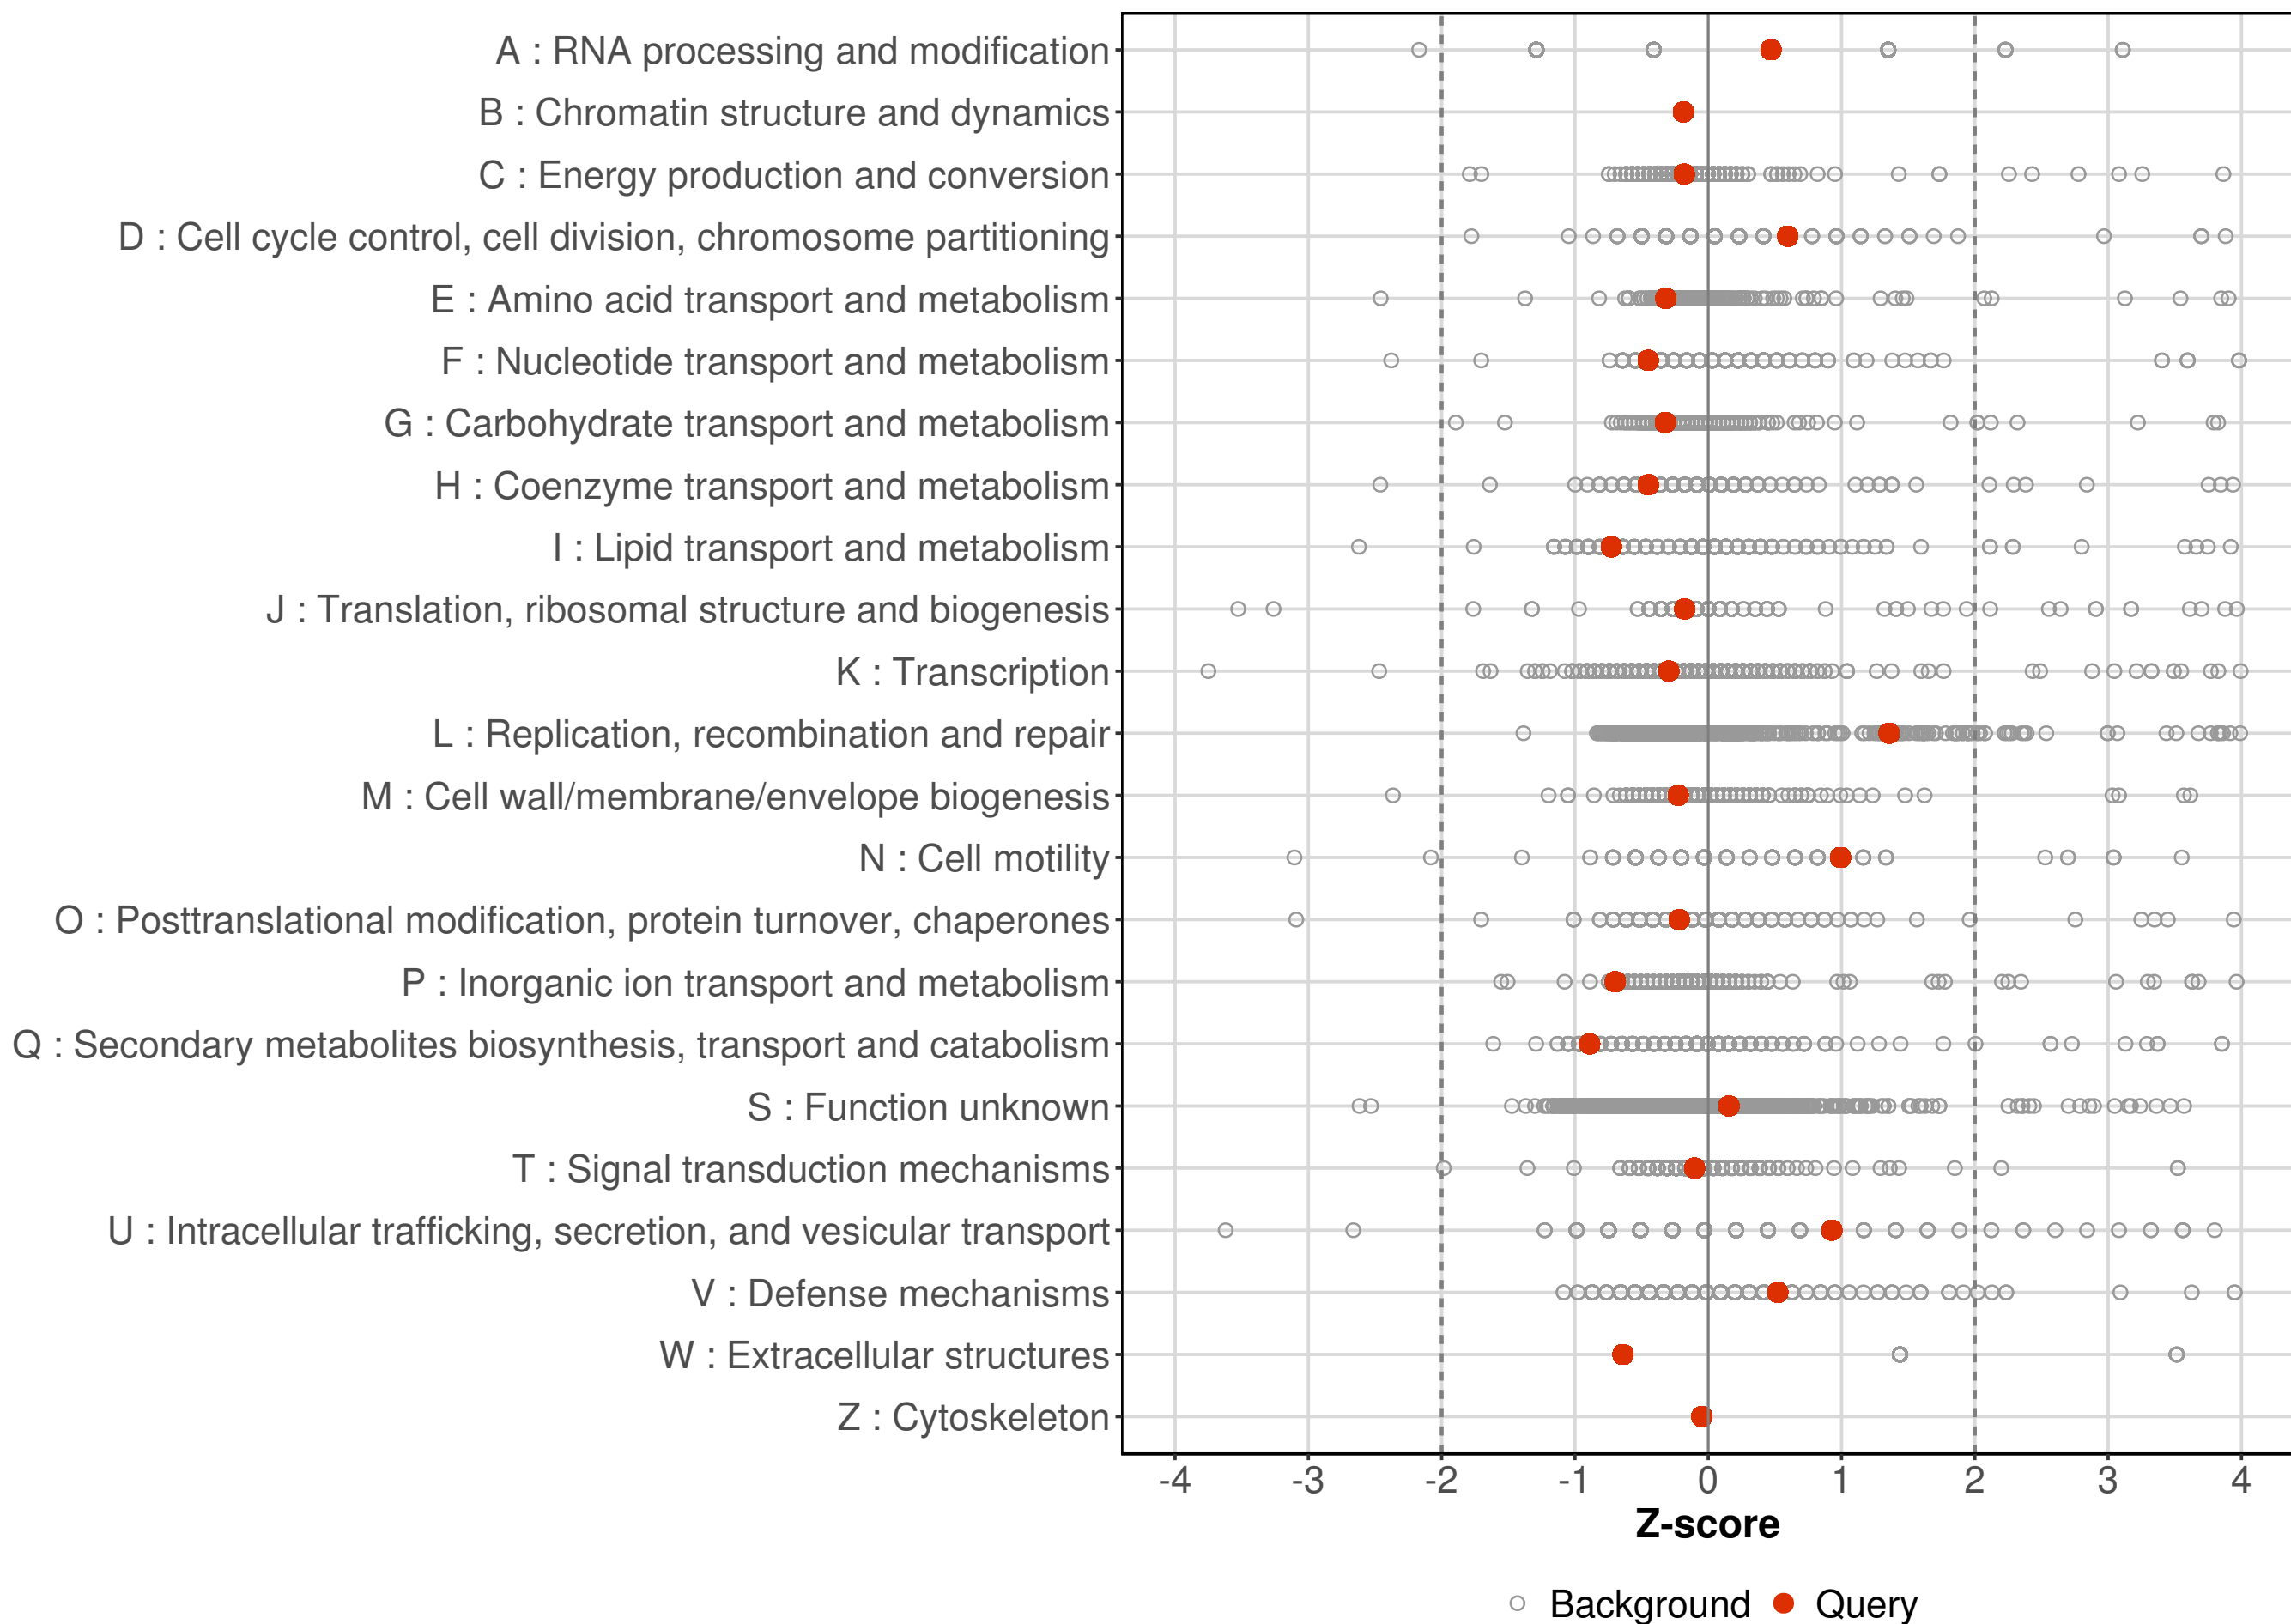 A : RNA processing and modification
B : Chromatin structure and dynamics
C : Energy production and conversion
D : Cell cycle control, cell division, chromosome partitioning
E : Amino acid transport and metabolism
F : Nucleotide transport and metabolism
G : Carbohydrate transport and metabolism
H : Coenzyme transport and metabolism
I : Lipid transport and metabolism
J : Translation, ribosomal structure and biogenesis
K : Transcription
L : Replication, recombination and repair
M : Cell wall/membrane/envelope biogenesis
N : Cell motility
O : Posttranslational modification, protein turnover, chaperones
P : Inorganic ion transport and metabolism
Q : Secondary metabolites biosynthesis, transport and catabolism
S : Function unknown
T : Signal transduction mechanisms
U : Intracellular trafficking, secretion, and vesicular transport
V : Defense mechanisms
W : Extracellular structures
Z : Cytoskeleton
-4 -3 -2 -1 0 1 2 3 4
Z-score
Background Query